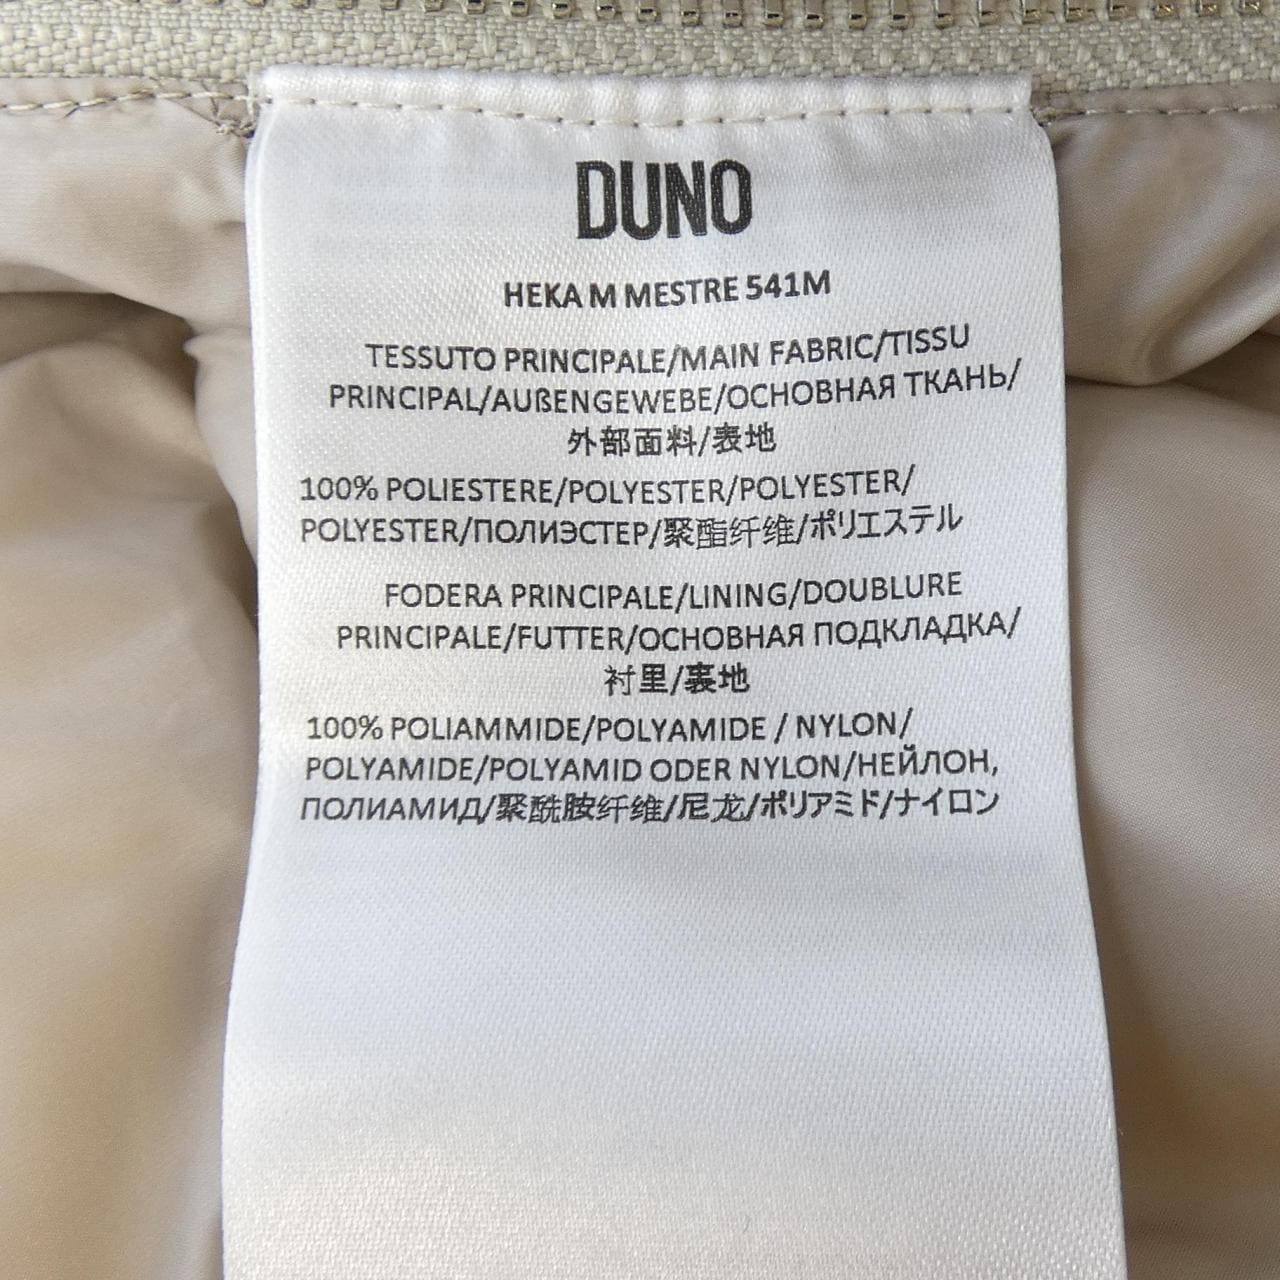 DUNO
HEKA M MESTRE 541M
TESSUTO PRINCIPALE/MAIN FABRIC/TISSU
PRINCIPAL/AUßENGEWEBE/ОСНОВНАЯ ТКАНЬ/
外部面料/表地
100% POLIESTERE/POLYESTER/POLYESTER/
POLYESTER/ПОЛИЭСТЕР/聚酯纤维/ポリエステル
FODERA PRINCIPALE/LINING/DOUBLURE
PRINCIPALE/FUTTER/ОСНОВНАЯ ПОДКЛАДКА/
衬里/裏地
100% POLIAMMIDE/POLYAMIDE / NYLON/
POLYAMIDE/POLYAMID ODER NYLON/НЕЙЛОН,
ПОЛИАМИД/聚酰胺纤维/尼龙/ポリアミド/ナイロン